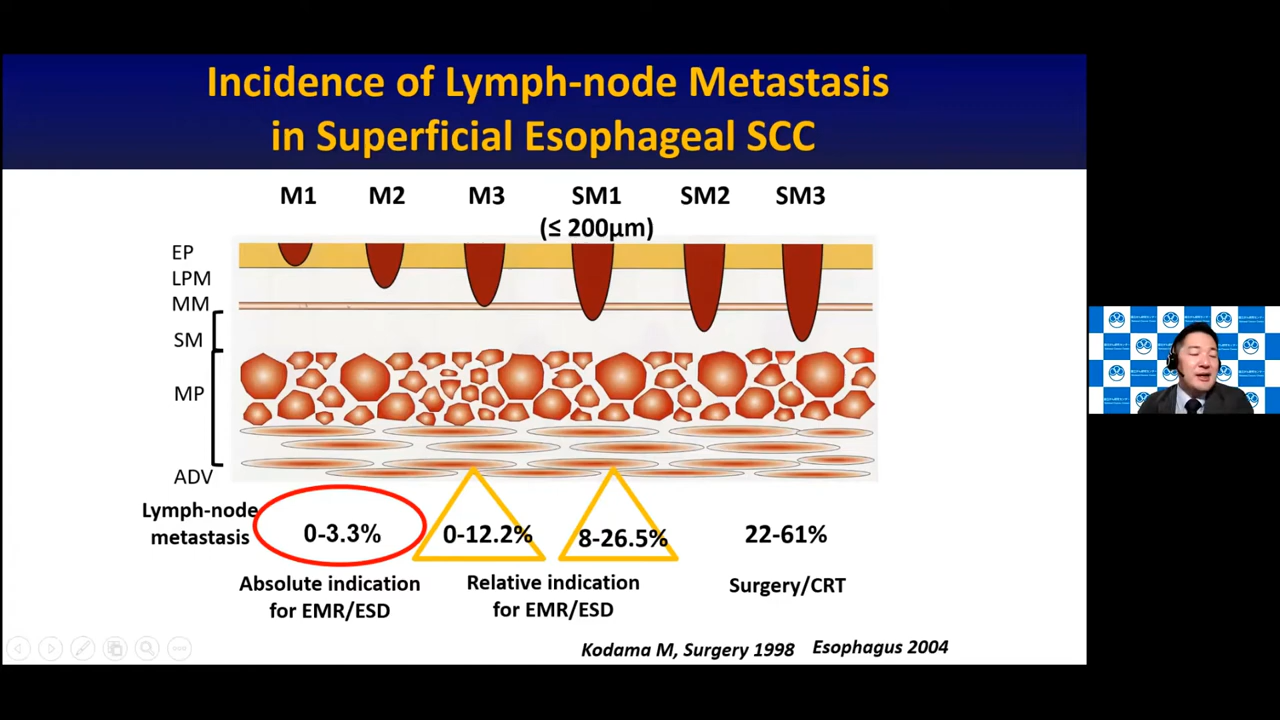 Incidence of Lymph-node Metastasis
in Superficial Esophageal SCC
M1 M2 M3 SM1 SM2 SM3
(≤ 200µm)
EP
LPM
MM
SM
MP
ADV
Lymph-node
metastasis
0-3.3% 0-12.2% 8-26.5% 22-61%
Absolute indication
for EMR/ESD
Relative indication
for EMR/ESD
Surgery/CRT
Kodama M, Surgery 1998 Esophagus 2004